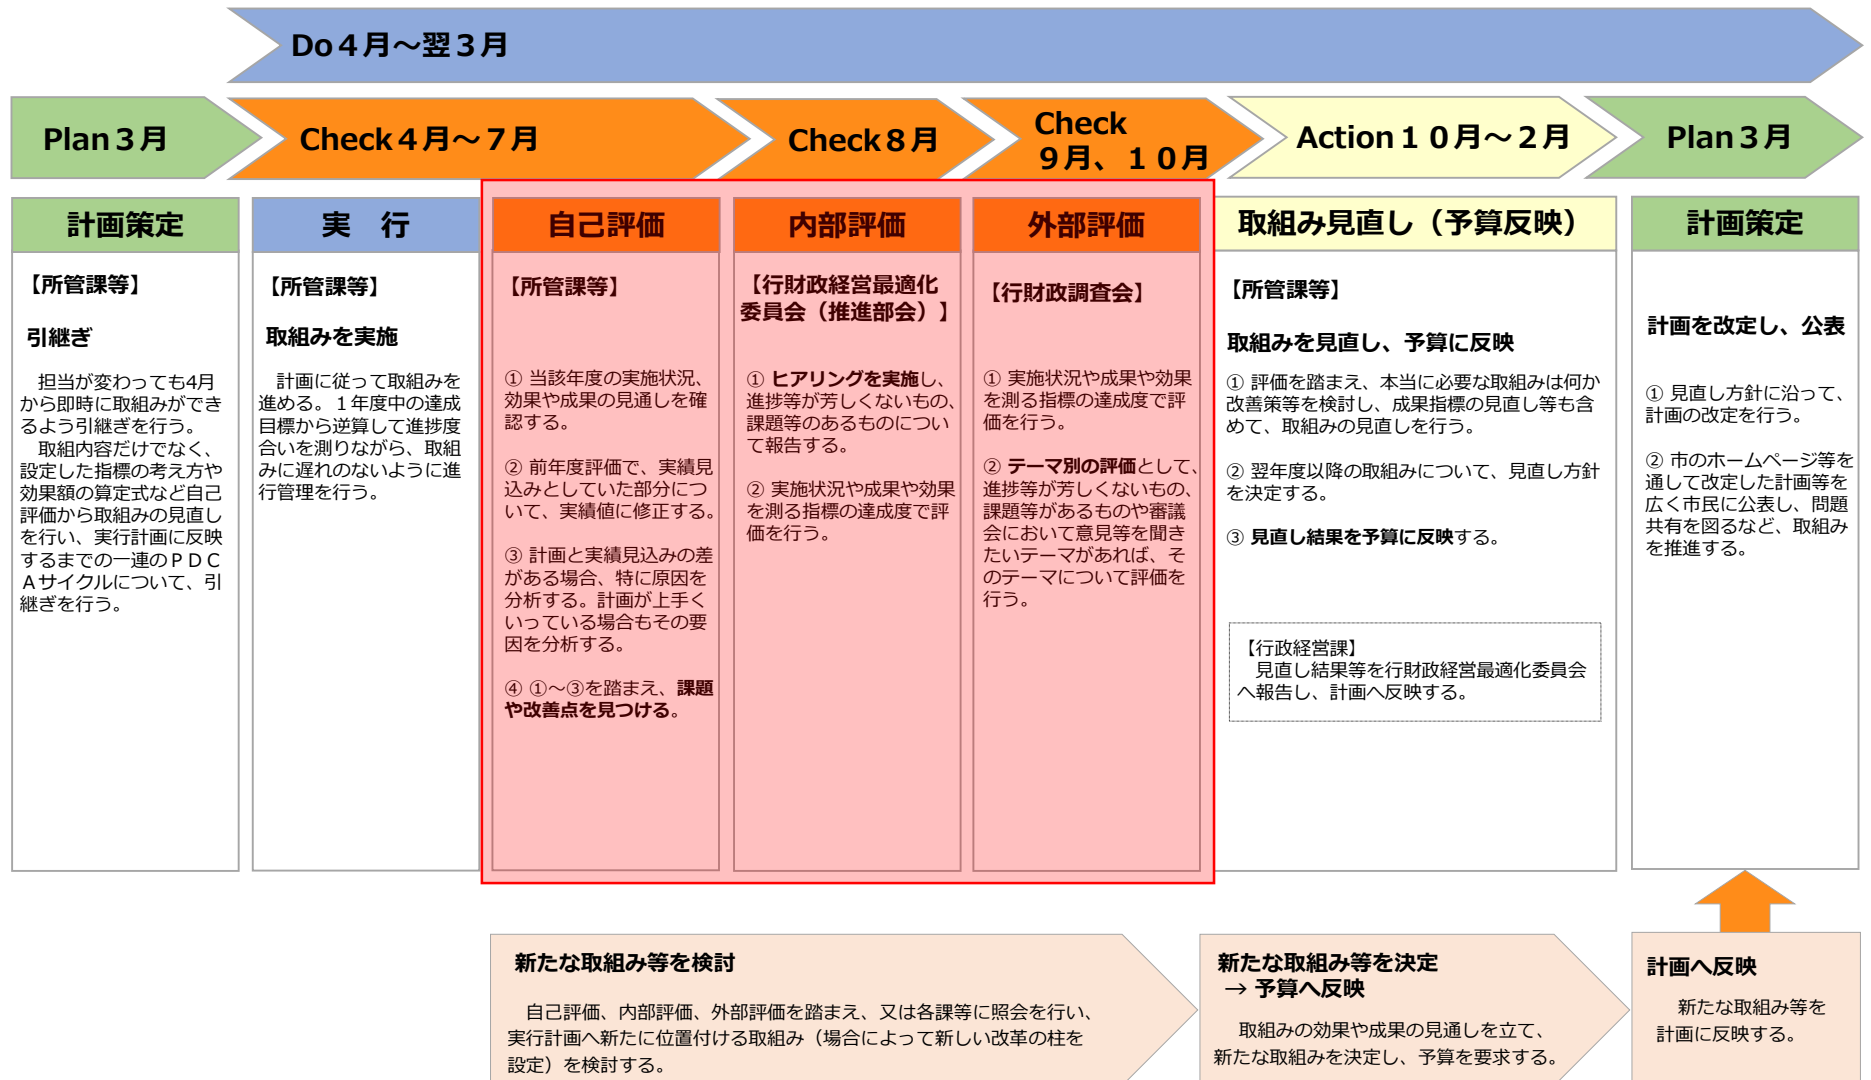 Do４月～翌３月
Plan３月
Check４月～７月
Check８月
Check
９月、１０月
Action１０月～２月
Plan３月
計画策定
【所管課等】
引継ぎ
担当が変わっても4月
から即時に取組みができ
るよう引継ぎを行う。
取組内容だけでなく、
設定した指標の考え方や
効果額の算定式など自己
評価から取組みの見直し
を行い、実行計画に反映
するまでの一連のＰＤＣ
Ａサイクルについて、引
継ぎを行う。
実　行
【所管課等】
取組みを実施
計画に従って取組みを
進める。１年度中の達成
目標から逆算して進捗度
合いを測りながら、取組
みに遅れのないように進
行管理を行う。
自己評価
【所管課等】
① 当該年度の実施状況、
効果や成果の見通しを確
認する。
② 前年度評価で、実績見
込みとしていた部分につ
いて、実績値に修正する。
③ 計画と実績見込みの差
がある場合、特に原因を
分析する。計画が上手く
いっている場合もその要
因を分析する。
④ ①～③を踏まえ、課題
や改善点を見つける。
内部評価
【行財政経営最適化
委員会（推進部会）】
① ヒアリングを実施し、
進捗等が芳しくないもの、
課題等のあるものについ
て報告する。
② 実施状況や成果や効果
を測る指標の達成度で評
価を行う。
外部評価
【行財政調査会】
① 実施状況や成果や効果
を測る指標の達成度で評
価を行う。
② テーマ別の評価として、
進捗等が芳しくないもの、
課題等があるものや審議
会において意見等を聞き
たいテーマがあれば、そ
のテーマについて評価を
行う。
取組み見直し（予算反映）
【所管課等】
取組みを見直し、予算に反映
① 評価を踏まえ、本当に必要な取組みは何か
改善策等を検討し、成果指標の見直し等も含
めて、取組みの見直しを行う。
② 翌年度以降の取組みについて、見直し方針
を決定する。
③ 見直し結果を予算に反映する。
【行政経営課】
見直し結果等を行財政経営最適化委員会
へ報告し、計画へ反映する。
計画策定
計画を改定し、公表
① 見直し方針に沿って、
計画の改定を行う。
② 市のホームページ等を
通して改定した計画等を
広く市民に公表し、問題
共有を図るなど、取組み
を推進する。
新たな取組み等を検討
自己評価、内部評価、外部評価を踏まえ、又は各課等に照会を行い、
実行計画へ新たに位置付ける取組み（場合によって新しい改革の柱を
設定）を検討する。
新たな取組み等を決定
→ 予算へ反映
取組みの効果や成果の見通しを立て、
新たな取組みを決定し、予算を要求する。
計画へ反映
新たな取組み等を
計画に反映する。